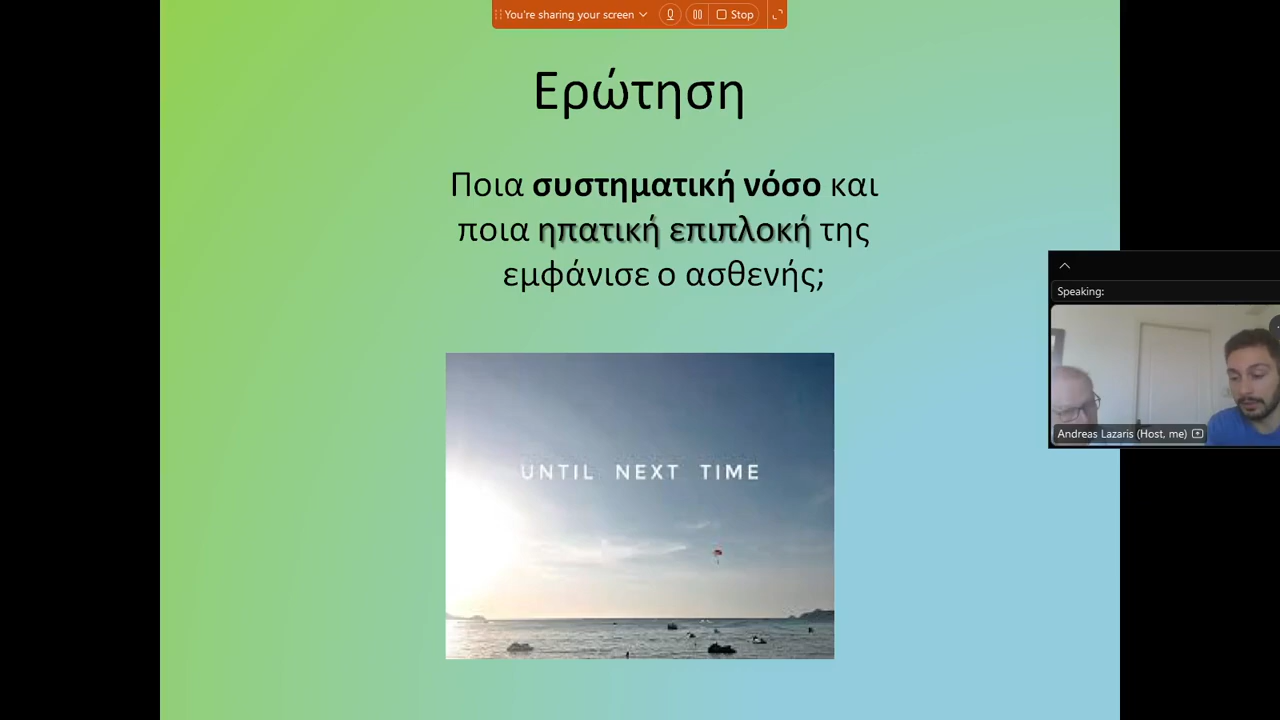 You're sharing your screen
Stop
Ερώτηση
Ποια συστηματική νόσο και
ποια ηπατική επιπλοκή της
εμφάνισε ο ασθενής;
UNTIL NEXT TIME
Speaking:
Andreas Lazaris (Host, me)